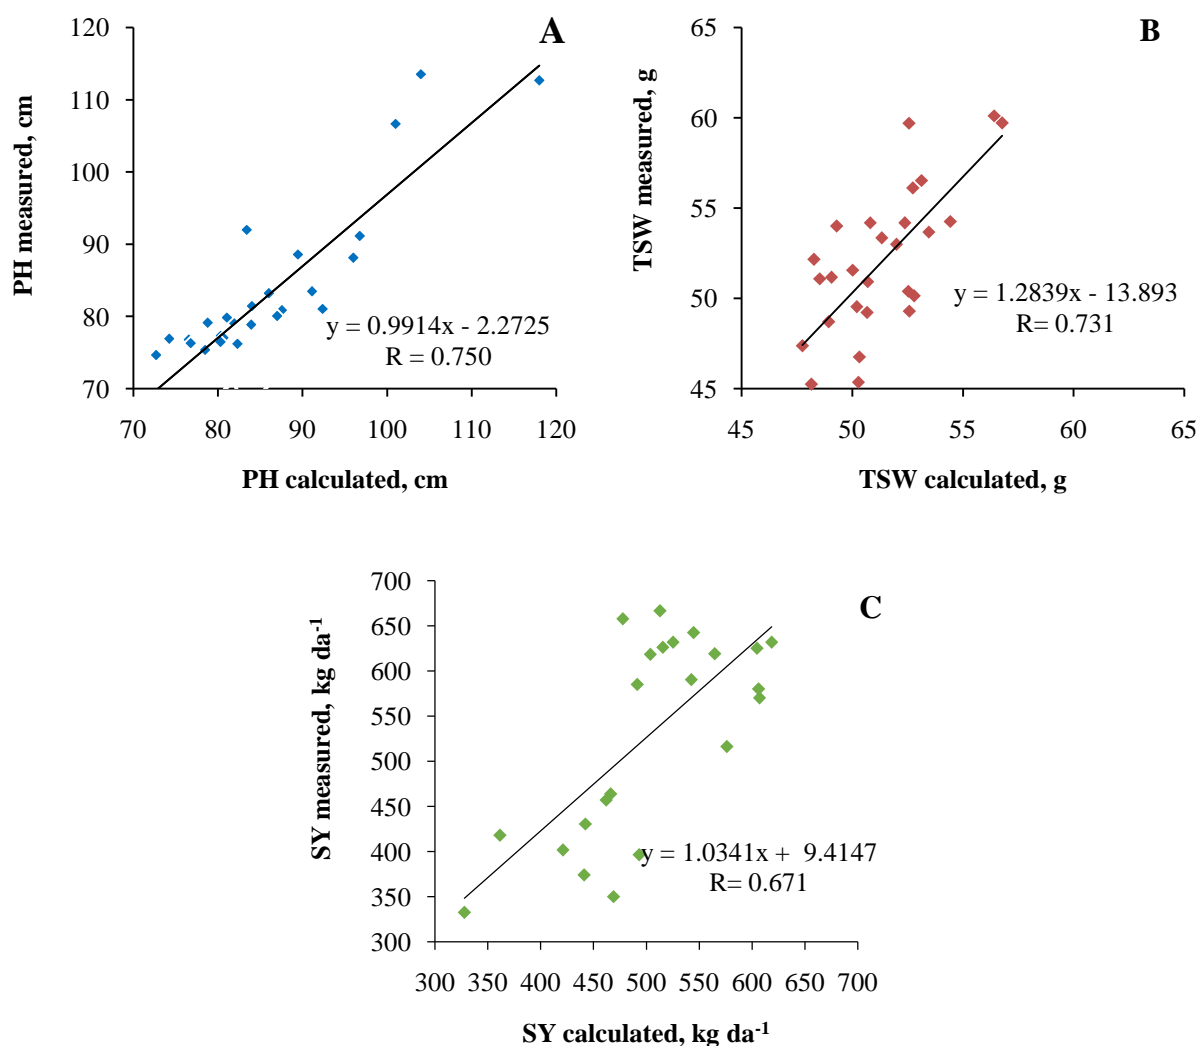 A
120
110
100
90
80
70
PH measured, cm
y = 0.9914x - 2.2725
R = 0.750
70 80 90 100 110 120
PH calculated, cm
B
65
60
55
50
45
TSW measured, g
y = 1.2839x - 13.893
R= 0.731
45 50 55 60 65
TSW calculated, g
C
700
650
600
550
500
450
400
350
300
SY measured, kg da-1
y = 1.0341x + 9.4147
R= 0.671
300 350 400 450 500 550 600 650 700
SY calculated, kg da-1